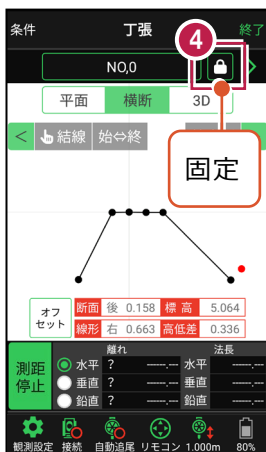 条件 丁張 終了
4
NO,0
平面 横断 3D
< 結線 始⇔終
固定
オフセット 断面 後 0.158 標高 5.064
線形 右 0.663 高低差 0.336
離れ 法長
測距停止 水平 ? -----.--- 水平 -----.---
垂直 ? -----.--- 垂直 -----.---
鉛直 ? -----.--- 鉛直 -----.---
観測設定 接続 自動追尾 リモコン 1.000m 80%